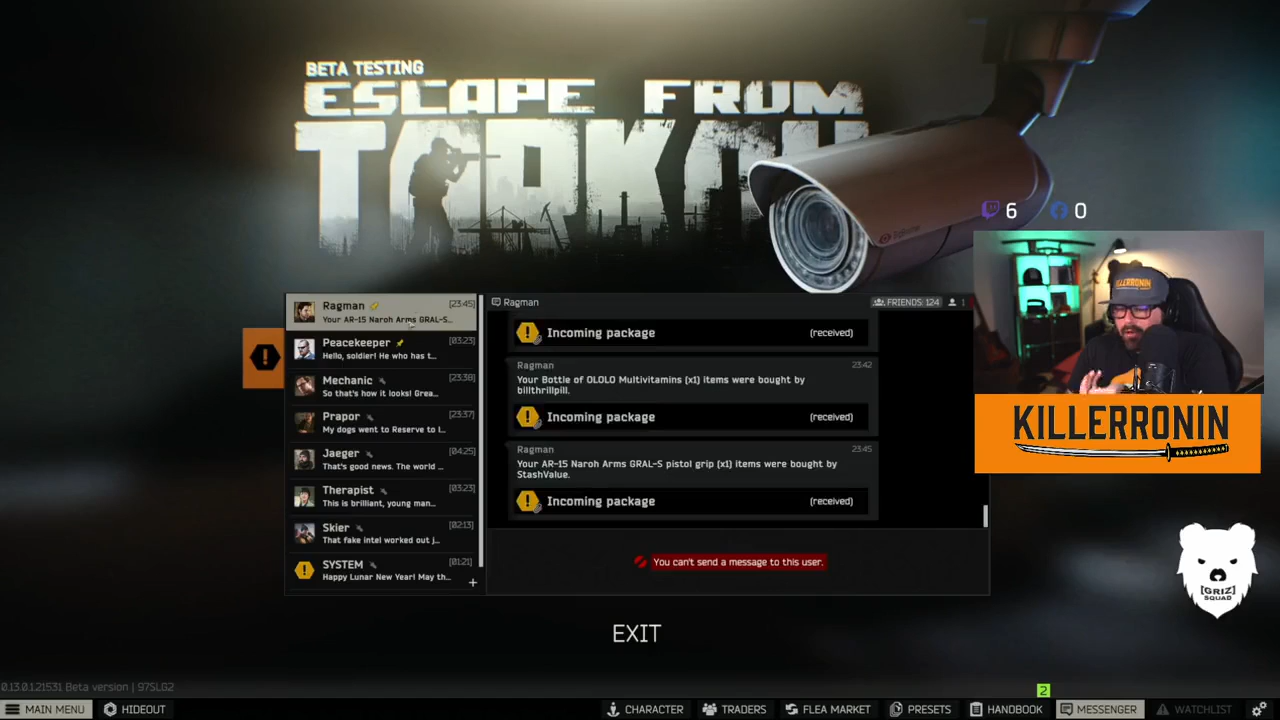 BETA TESTING
ESCAPE FROM
TARKOV
6
0
Ragman
[23:45]
Your AR-15 Naroh Arms GRAL-S...
Peacekeeper
[03:23]
Hello, soldier! He who has t...
Mechanic
[23:38]
So that's how it looks! Grea...
Prapor
[23:37]
My dogs went to Reserve to l...
Jaeger
[04:25]
That's good news. The world ...
Therapist
[03:23]
This is brilliant, young man...
Skier
[02:13]
That fake intel worked out j...
SYSTEM
[01:21]
Happy Lunar New Year! May th...
+
Ragman
FRIENDS: 124
1
Incoming package
(received)
Ragman
23:42
Your Bottle of OLOLO Multivitamins (x1) items were bought by
billthrillpill.
Incoming package
(received)
Ragman
23:45
Your AR-15 Naroh Arms GRAL-S pistol grip (x1) items were bought by
StashValue.
Incoming package
(received)
You can't send a message to this user.
KILLERRONIN
KILLERRONIN
[GRIZ]
SQUAD
EXIT
0.13.0.1.21531 Beta version | 97SLG2
2
MAIN MENU
HIDEOUT
CHARACTER
TRADERS
FLEA MARKET
PRESETS
HANDBOOK
MESSENGER
WATCHLIST